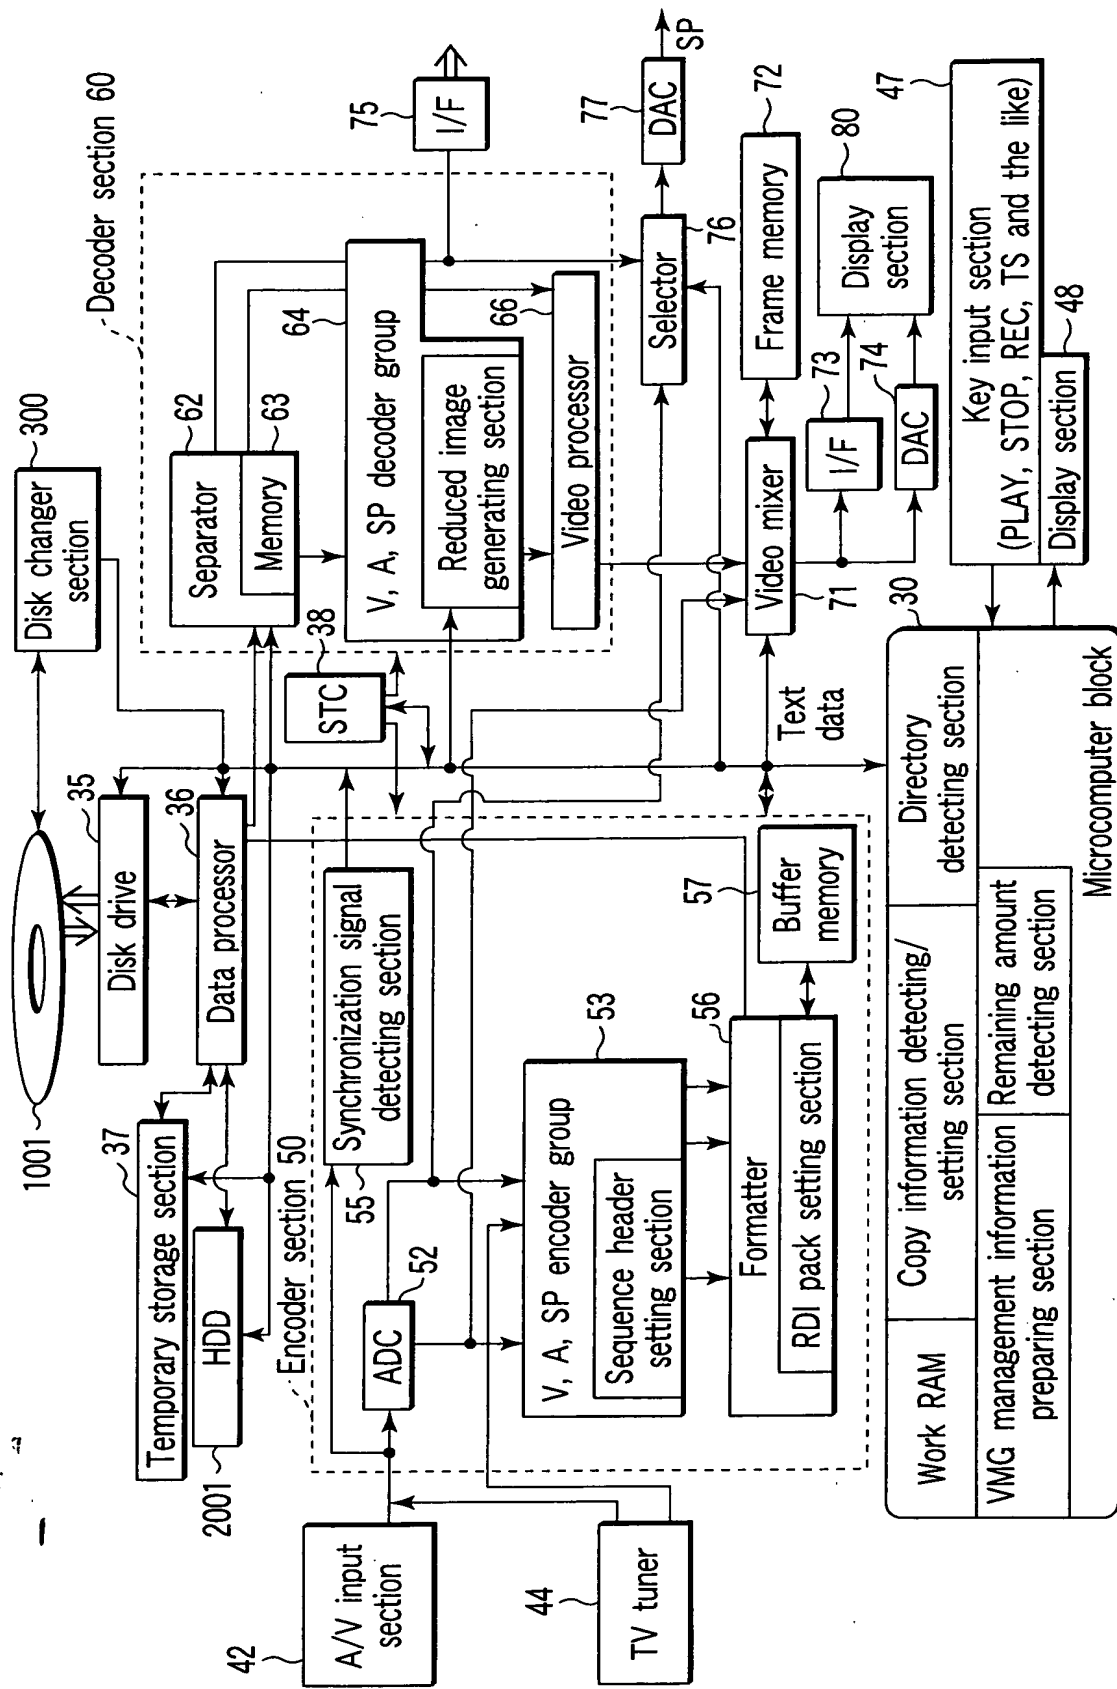 1001
300
Disk changer
section
35
Disk drive
36
Data processor
37
Temporary storage section
HDD
2001
Decoder section 60
62
Separator
63
Memory
64
V, A, SP decoder group
Reduced image
generating section
66
Video processor
75
I/F
77
DAC
SP
Selector
76
38
STC
Encoder section 50
Synchronization signal
detecting section
55
52
ADC
53
V, A, SP encoder group
Sequence header
setting section
56
Formatter
RDI pack setting section
57
Buffer
memory
42
A/V input
section
44
TV tuner
Text
data
Video mixer
71
72
Frame memory
73
I/F
74
DAC
80
Display
section
47
Key input section
(PLAY, STOP, REC, TS and the like)
48
Display section
30
Work RAM
Copy information detecting/
setting section
Directory
detecting section
VMG management information
preparing section
Remaining amount
detecting section
Microcomputer block